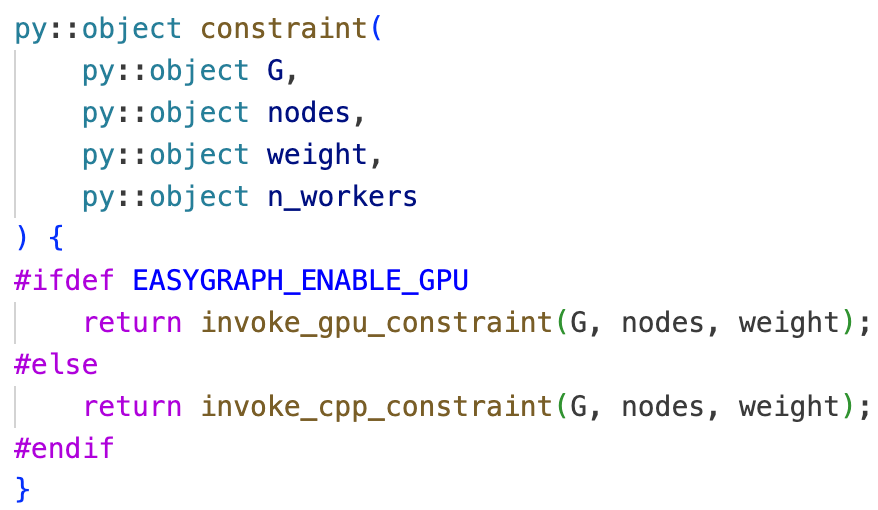 py::object constraint(
    py::object G,
    py::object nodes,
    py::object weight,
    py::object n_workers
) {
#ifdef EASYGRAPH_ENABLE_GPU
    return invoke_gpu_constraint(G, nodes, weight);
#else
    return invoke_cpp_constraint(G, nodes, weight);
#endif
}